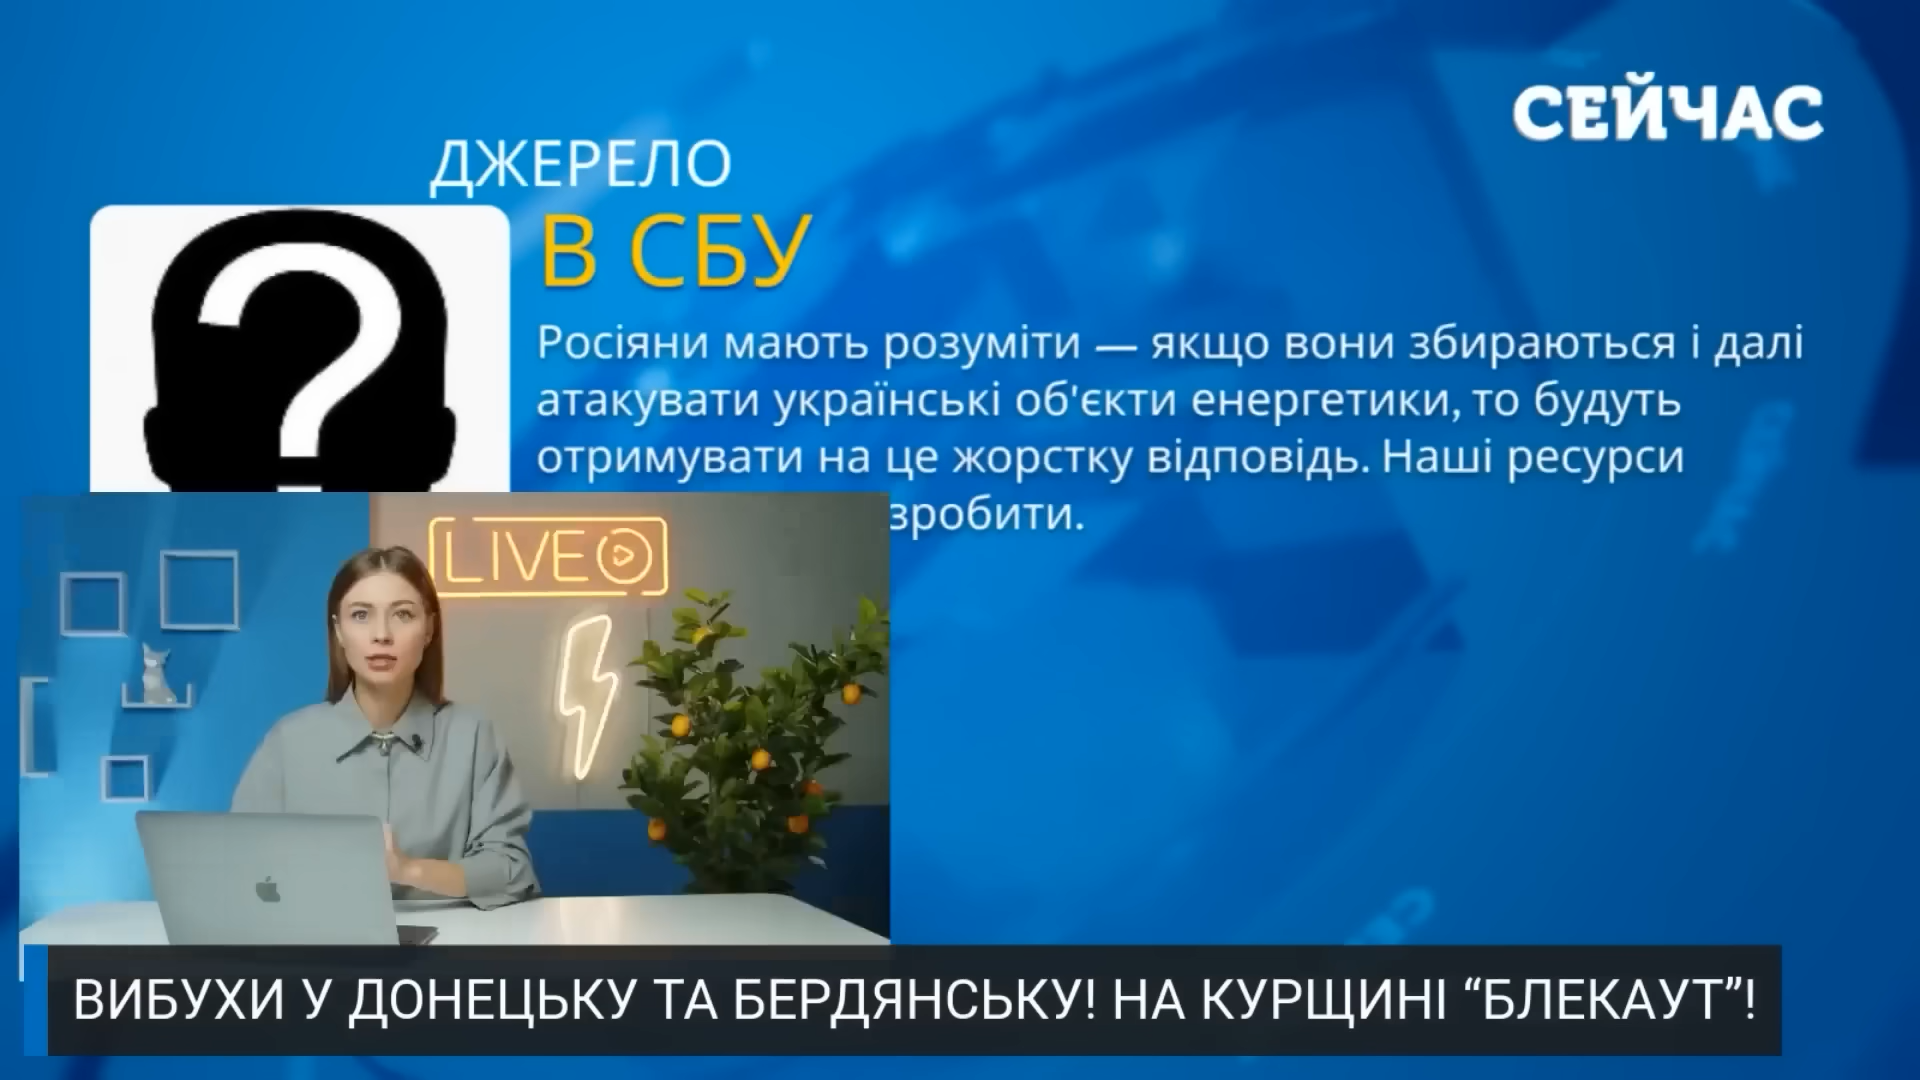 СЕЙЧАС
ДЖЕРЕЛО
В СБУ
Росіяни мають розуміти — якщо вони збираються і далі
атакувати українські об'єкти енергетики, то будуть
отримувати на це жорстку відповідь. Наші ресурси
зробити.
LIVE
ВИБУХИ У ДОНЕЦЬКУ ТА БЕРДЯНСЬКУ! НА КУРЩИНІ “БЛЕКАУТ”!